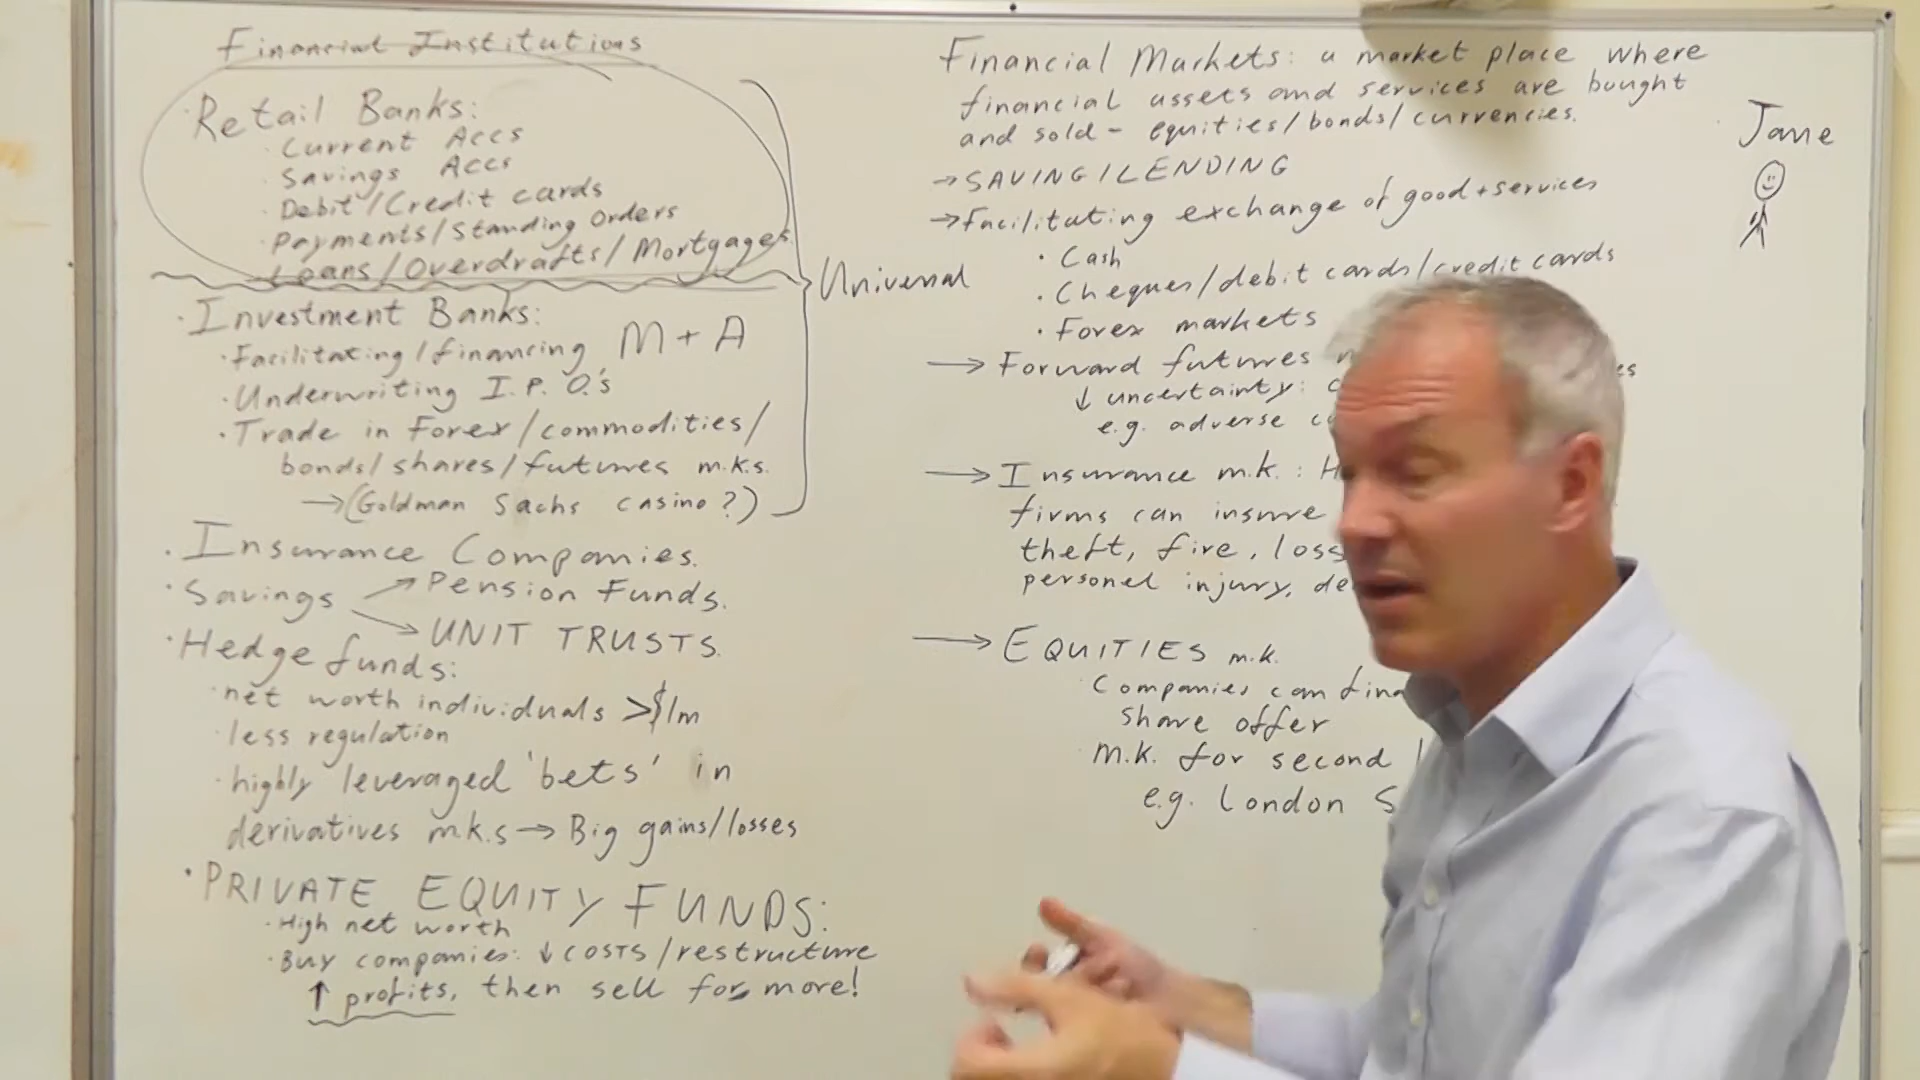 Financial Institutions
· Retail Banks:
· Current Accs
· Savings Accs
· Debit/Credit cards
· Payments/Standing Orders
Loans/Overdrafts/Mortgages
· Investment Banks:
· Facilitating/financing M + A
· Underwriting I.P.O.'s
· Trade in Forex/commodities/
bonds/shares/futures m.k.s.
→(Goldman Sachs casino?)
Universal
· Insurance Companies.
· Savings → Pension Funds.
→ UNIT TRUSTS.
· Hedge funds:
· net worth individuals >$1m
· less regulation
· highly leveraged 'bets' in
derivatives m.k.s → Big gains/losses
· PRIVATE EQUITY FUNDS:
· High net worth
· Buy companies: ↓ COSTS/restructure
↑ profits, then sell for more!
Financial Markets: a market place where
financial assets and services are bought
and sold - equities/bonds/currencies.
→ SAVING/LENDING
→ Facilitating exchange of good + services
· Cash
· Cheques/debit cards/credit cards
· Forex markets
→ Forward futures
↓ uncertainty:
e.g. adverse
→ Insurance m.k. :
firms can insure
theft, fire, loss
personel injury,
→ EQUITIES m.k.
Companies can
share offer
m.k. for second
e.g. London S
Jane